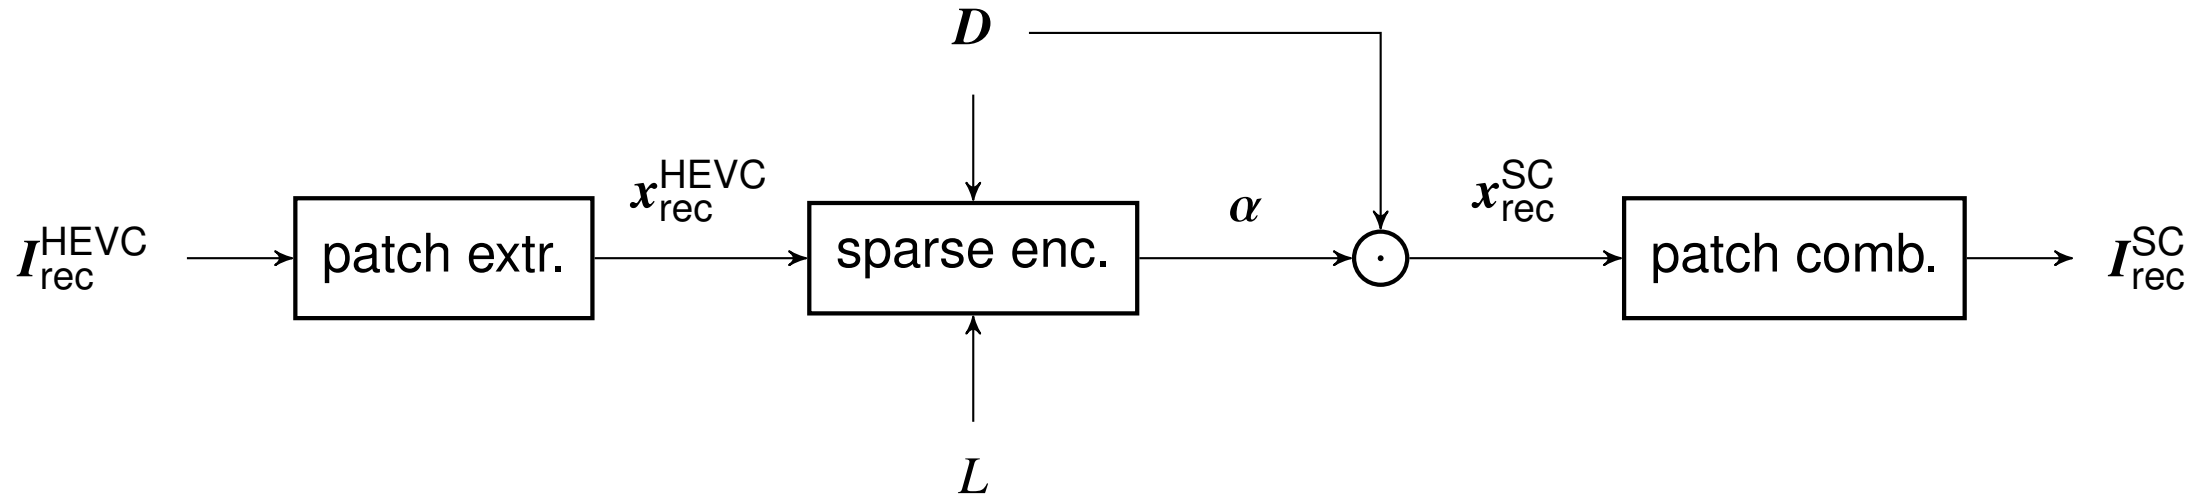 D
I_rec^HEVC
patch extr.
x_rec^HEVC
sparse enc.
α
·
x_rec^SC
patch comb.
I_rec^SC
L